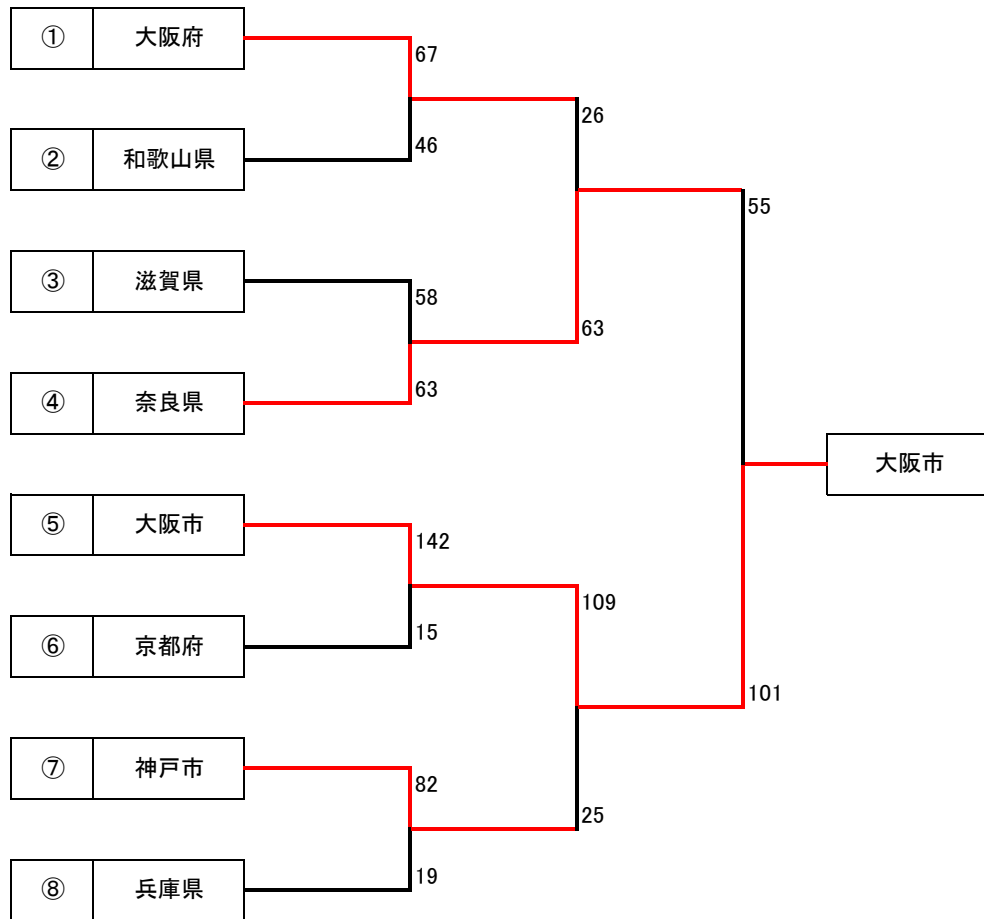 ① 大阪府
67
26
② 和歌山県
46
55
③ 滋賀県
58
63
④ 奈良県
63
大阪市
⑤ 大阪市
142
109
⑥ 京都府
15
101
⑦ 神戸市
82
25
⑧ 兵庫県
19